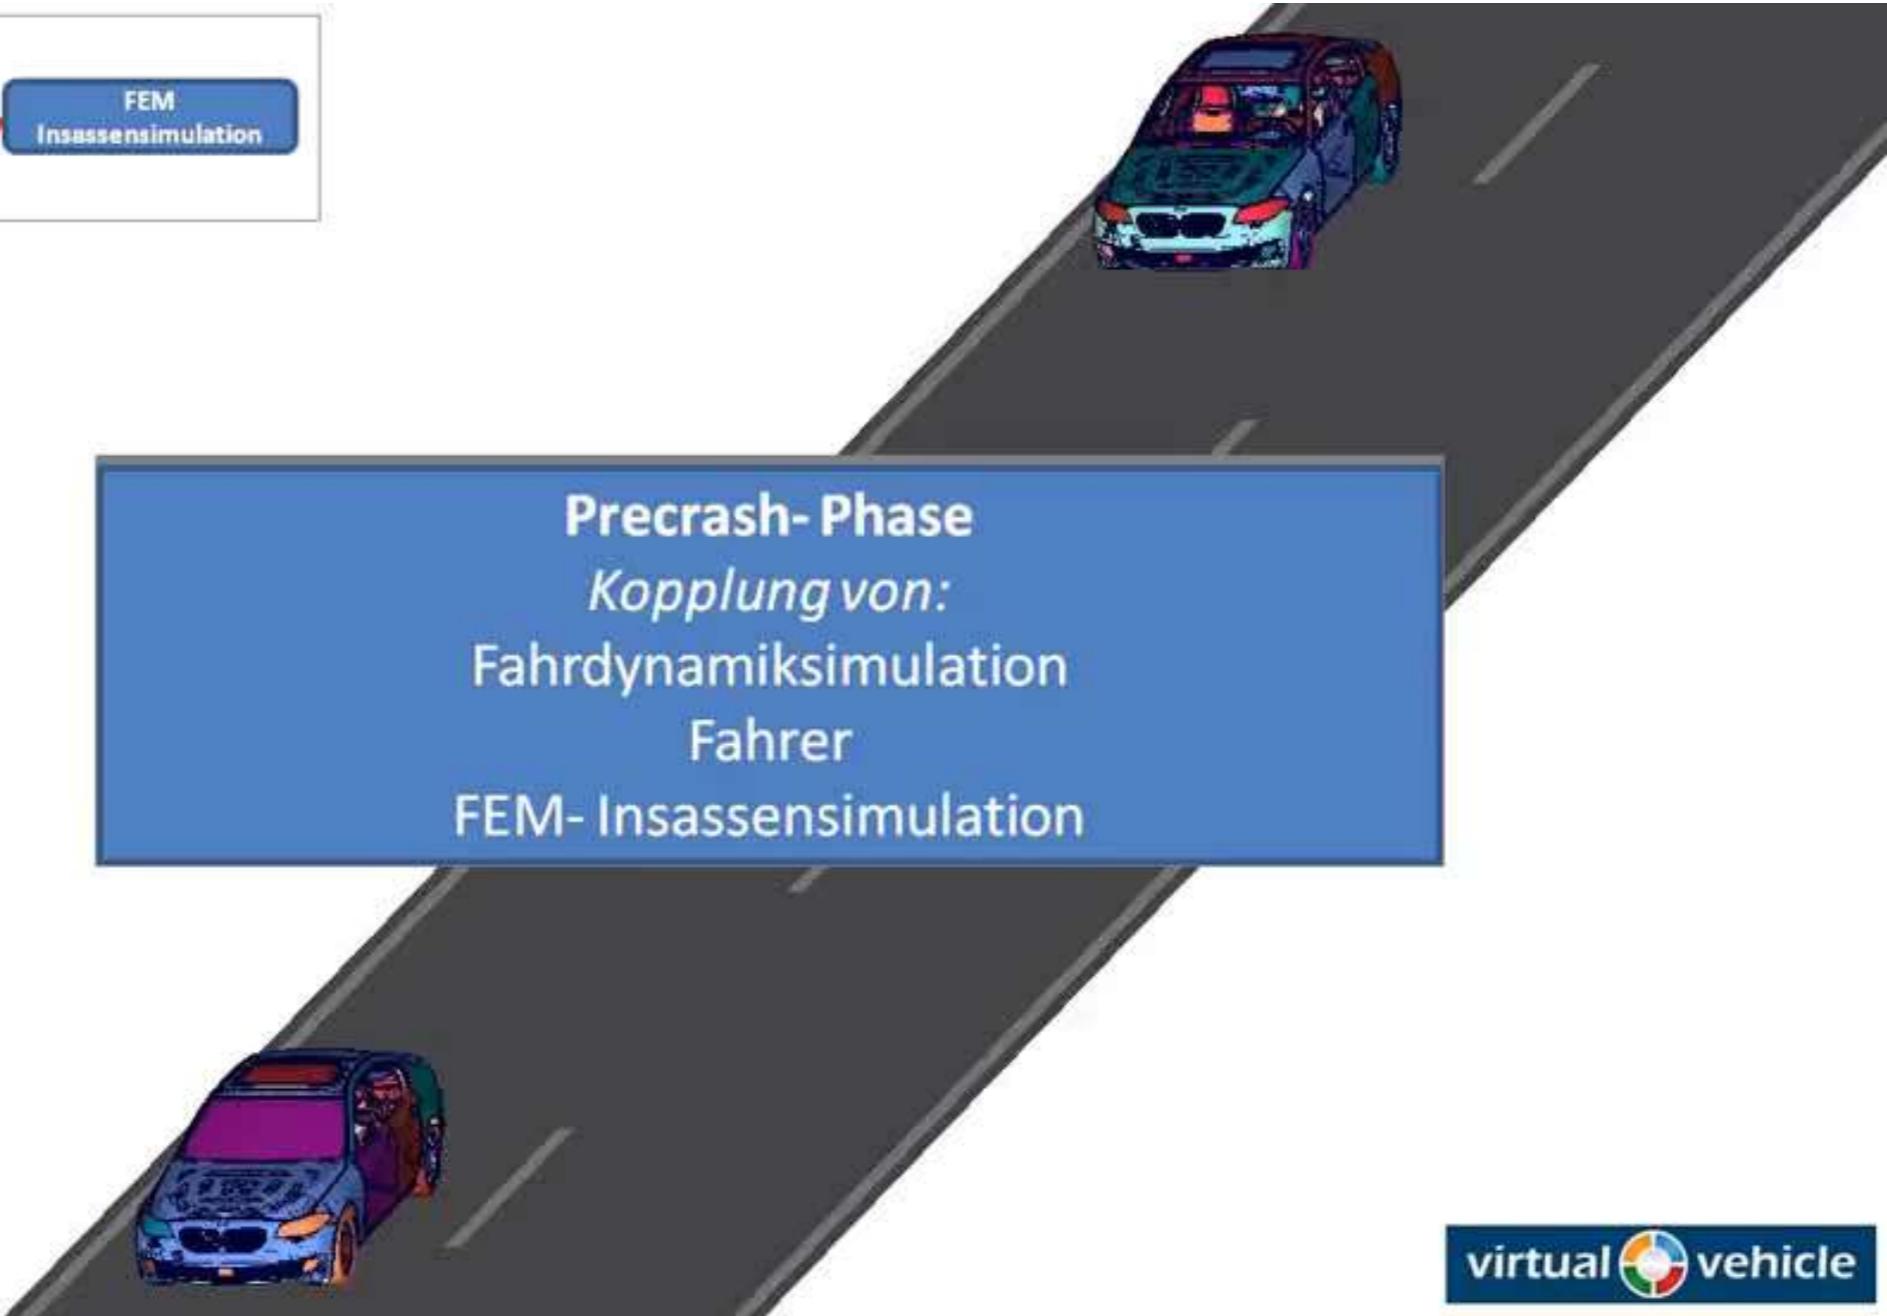 FEM
Insassensimulation
Precrash- Phase
Kopplung von:
Fahrdynamiksimulation
Fahrer
FEM- Insassensimulation
virtual vehicle